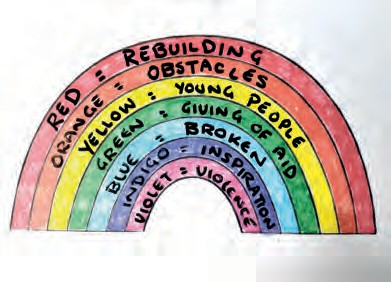 RED = REBUILDING
ORANGE = OBSTACLES
YELLOW = YOUNG PEOPLE
GREEN = GIVING OF AID
BLUE = BROKEN
INDIGO = INSPIRATION
VIOLET = VIOLENCE